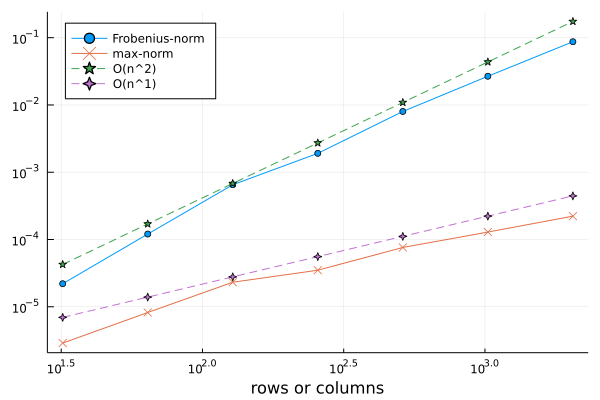 10^-1
Frobenius-norm
max-norm
O(n^2)
O(n^1)
10^-2
10^-3
10^-4
10^-5
10^1.5 10^2.0 10^2.5 10^3.0
rows or columns